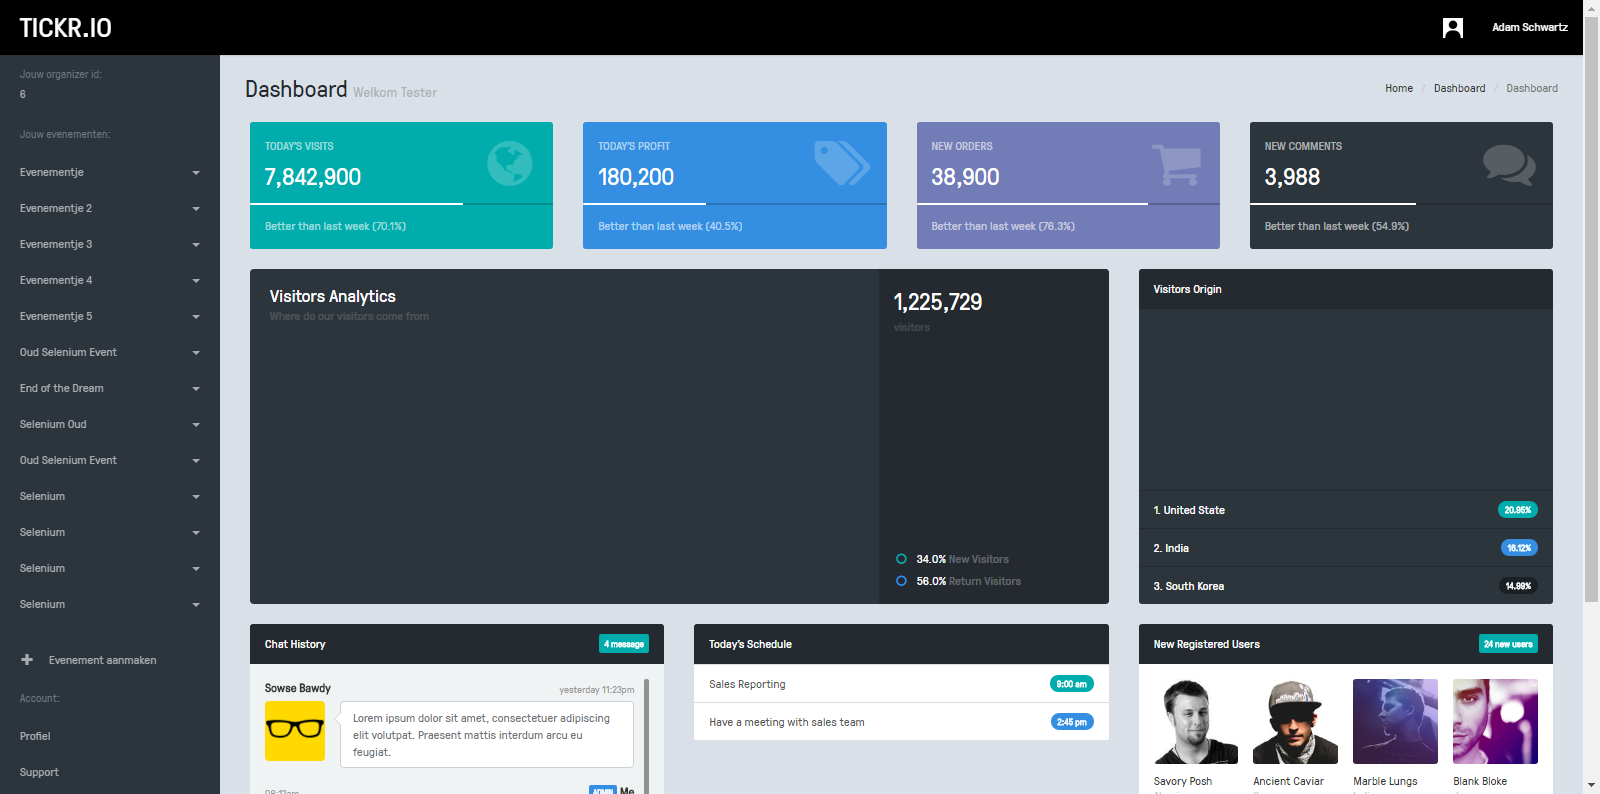 TICKR.IO
Adam Schwartz
Jouw organizer id:
6
Jouw evenementen:
Evenementje
Evenementje 2
Evenementje 3
Evenementje 4
Evenementje 5
Oud Selenium Event
End of the Dream
Selenium Oud
Oud Selenium Event
Selenium
Selenium
Selenium
Selenium
Evenement aanmaken
Account:
Profiel
Support
Dashboard Welkom Tester
Home / Dashboard / Dashboard
TODAY'S VISITS
7,842,900
Better than last week (70.1%)
TODAY'S PROFIT
180,200
Better than last week (40.5%)
NEW ORDERS
38,900
Better than last week (76.3%)
NEW COMMENTS
3,988
Better than last week (54.9%)
Visitors Analytics
Where do our visitors come from
1,225,729
visitors
34.0% New Visitors
56.0% Return Visitors
Visitors Origin
1. United State 20.95%
2. India 16.12%
3. South Korea 14.99%
Chat History 4 message
Sowse Bawdy yesterday 11:23pm
Lorem ipsum dolor sit amet, consectetuer adipiscing
elit volutpat. Praesent mattis interdum arcu eu
feugiat.
08:12am ADMIN Me
Today's Schedule
Sales Reporting 9:00 am
Have a meeting with sales team 2:45 pm
New Registered Users 24 new users
Savory Posh
Ancient Caviar
Marble Lungs
Blank Bloke